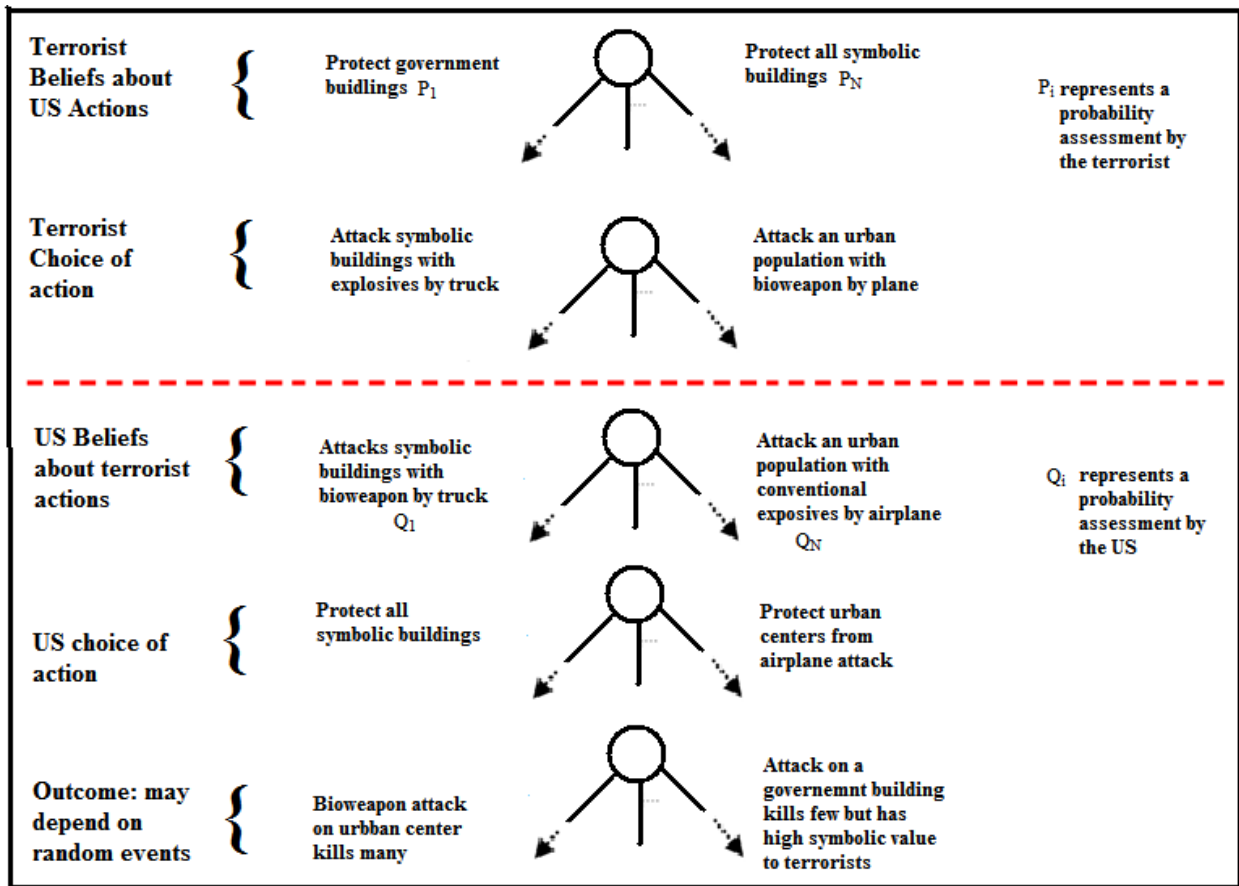 Terrorist
Beliefs about
US Actions
{
Protect government
buidlings P1
Protect all symbolic
buildings PN
Pi represents a
probability
assessment by
the terrorist
Terrorist
Choice of
action
{
Attack symbolic
buildings with
explosives by truck
Attack an urban
population with
bioweapon by plane
US Beliefs
about terrorist
actions
{
Attacks symbolic
buildings with
bioweapon by truck
Q1
Attack an urban
population with
conventional
exposives by airplane
QN
Qi represents a
probability
assessment by
the US
US choice of
action
{
Protect all
symbolic buildings
Protect urban
centers from
airplane attack
Outcome: may
depend on
random events
{
Bioweapon attack
on urbban center
kills many
Attack on a
governemnt building
kills few but has
high symbolic value
to terrorists